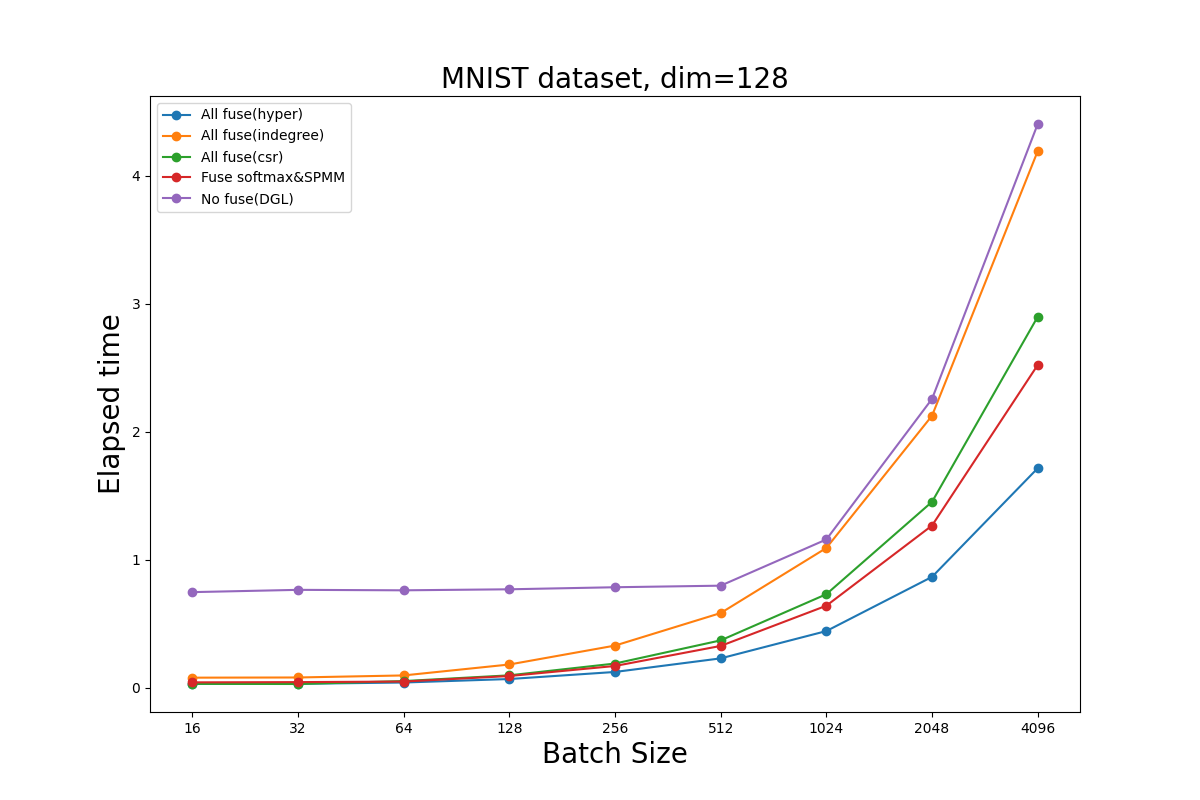 MNIST dataset, dim=128
All fuse(hyper)
All fuse(indegree)
All fuse(csr)
Fuse softmax&SPMM
No fuse(DGL)
4
3
2
1
0
Elapsed time
16 32 64 128 256 512 1024 2048 4096
Batch Size